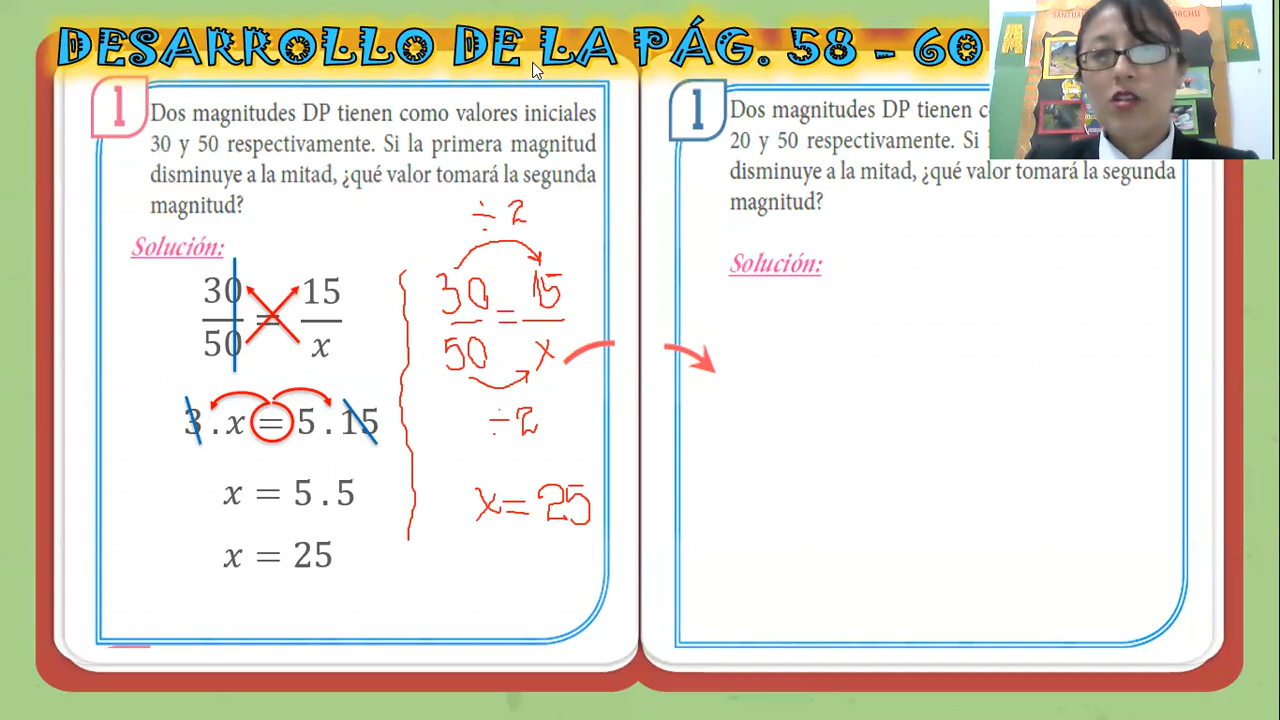 DESARROLLO DE LA PÁG. 58 - 60
SANTUA MACHU
1
Dos magnitudes DP tienen como valores iniciales
30 y 50 respectivamente. Si la primera magnitud
disminuye a la mitad, ¿qué valor tomará la segunda
magnitud?
Solución:
30/50 = 15/x
3 . x = 5 . 15
x = 5 . 5
x = 25
÷ 2
30/50 = 15/x
÷ 2
x = 25
1
Dos magnitudes DP tienen
20 y 50 respectivamente. Si
disminuye a la mitad, ¿qué valor tomará la segunda
magnitud?
Solución: